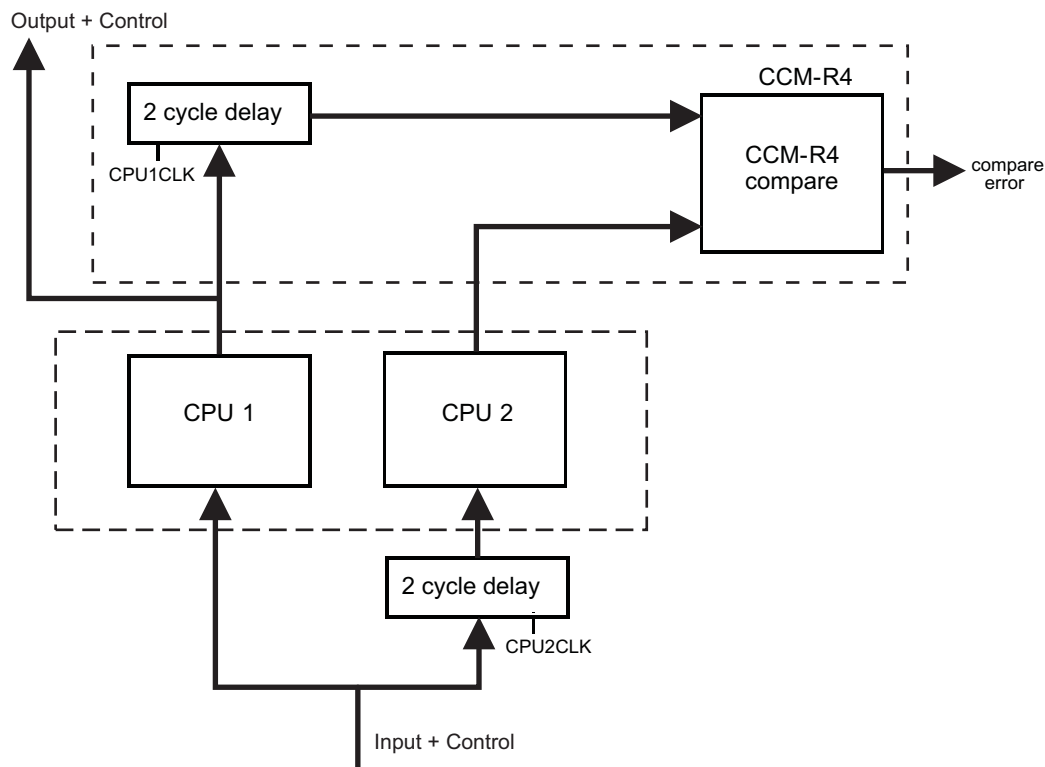 Output + Control
CCM-R4
2 cycle delay
CPU1CLK
CCM-R4
compare
compare
error
CPU 1
CPU 2
2 cycle delay
CPU2CLK
Input + Control